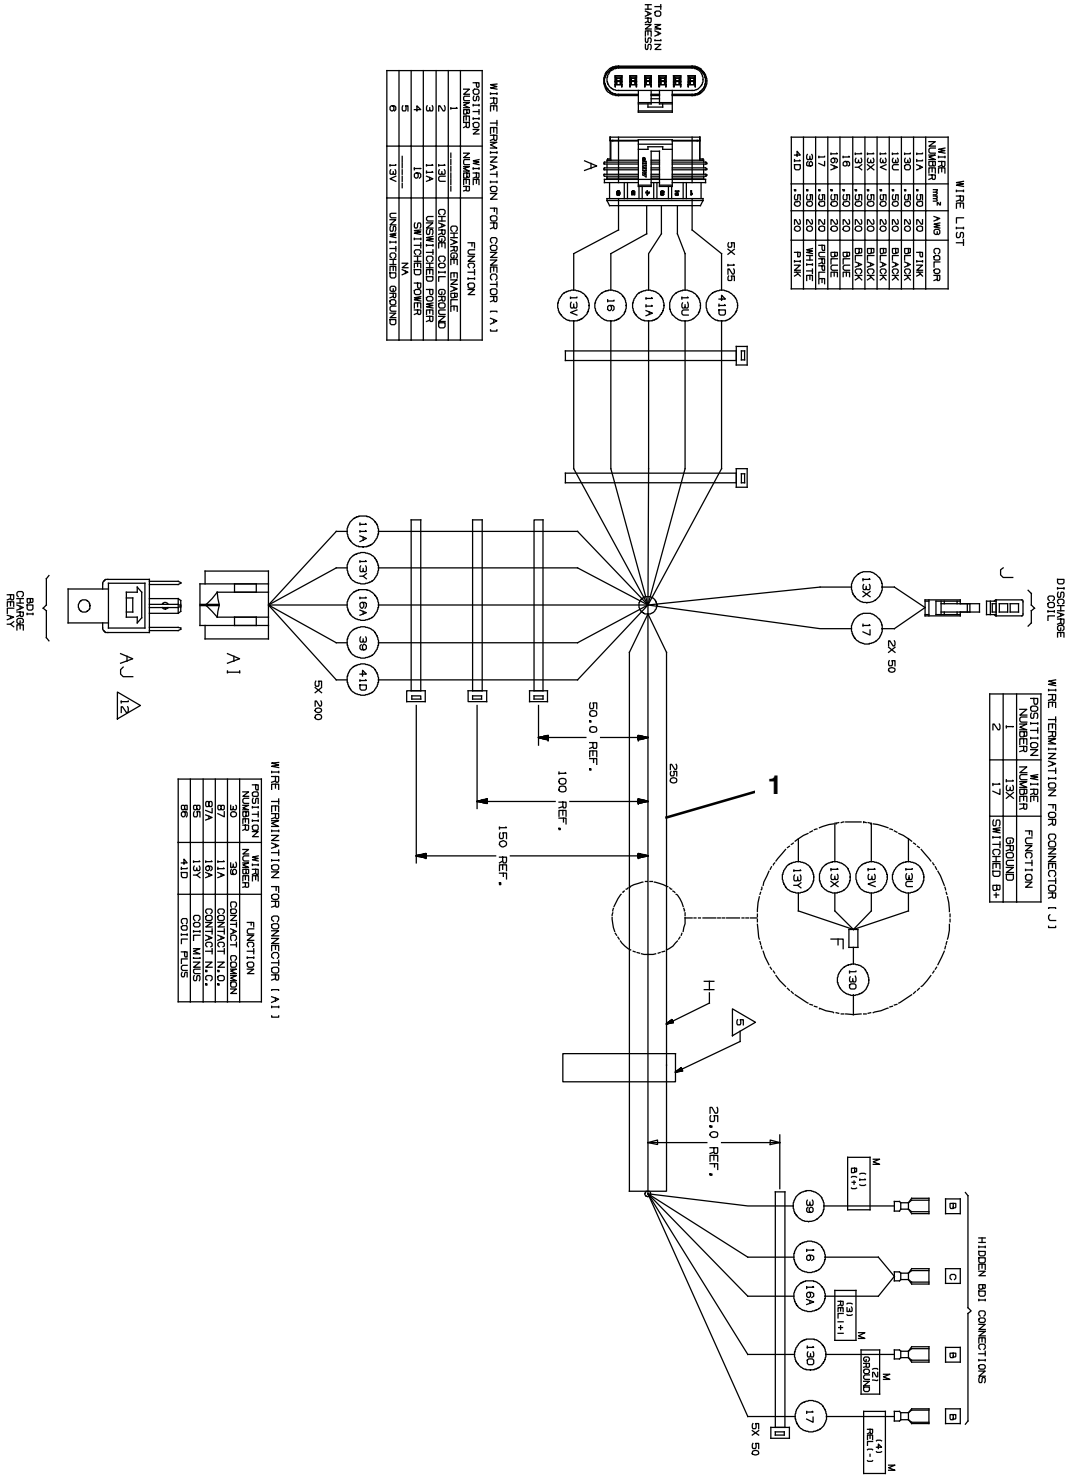 TO MAIN
HARNESS
A
WIRE LIST
WIRE NUMBER mm² AWG COLOR
11A .50 20 PINK
130 .50 20 BLACK
13U .50 20 BLACK
13V .50 20 BLACK
13X .50 20 BLACK
13Y .50 20 BLACK
16 .50 20 BLUE
16A .50 20 BLUE
17 .50 20 PURPLE
39 .50 20 WHITE
41D .50 20 PINK
WIRE TERMINATION FOR CONNECTOR (A)
POSITION NUMBER WIRE NUMBER FUNCTION
1 ------ CHARGE ENABLE
2 13U CHARGE COIL GROUND
3 11A UNSWITCHED POWER
4 16 SWITCHED POWER
5 ------ NA
6 13V UNSWITCHED GROUND
5X 125
41D
13U
11A
16
13V
DISCHARGE
COIL
J
13X
17
2X 50
WIRE TERMINATION FOR CONNECTOR (J)
POSITION NUMBER WIRE NUMBER FUNCTION
1 13X GROUND
2 17 SWITCHED B+
11A
13Y
16A
39
41D
5X 200
AI
AJ
12
BDI
CHARGE
RELAY
WIRE TERMINATION FOR CONNECTOR (AI)
POSITION NUMBER WIRE NUMBER FUNCTION
30 39 CONTACT COMMON
87 11A CONTACT N.O.
87A 16A CONTACT N.C.
85 13Y COIL MINUS
86 41D COIL PLUS
50.0 REF.
100 REF.
150 REF.
250
1
13U
13V
13X
13Y
F
130
H
5
25.0 REF.
HIDDEN BDI CONNECTIONS
B
C
B
B
M
(1)
B(+)
39
16
16A
M
(3)
REL(+)
130
M
(2)
GROUND
17
M
(4)
REL(-)
5X 50